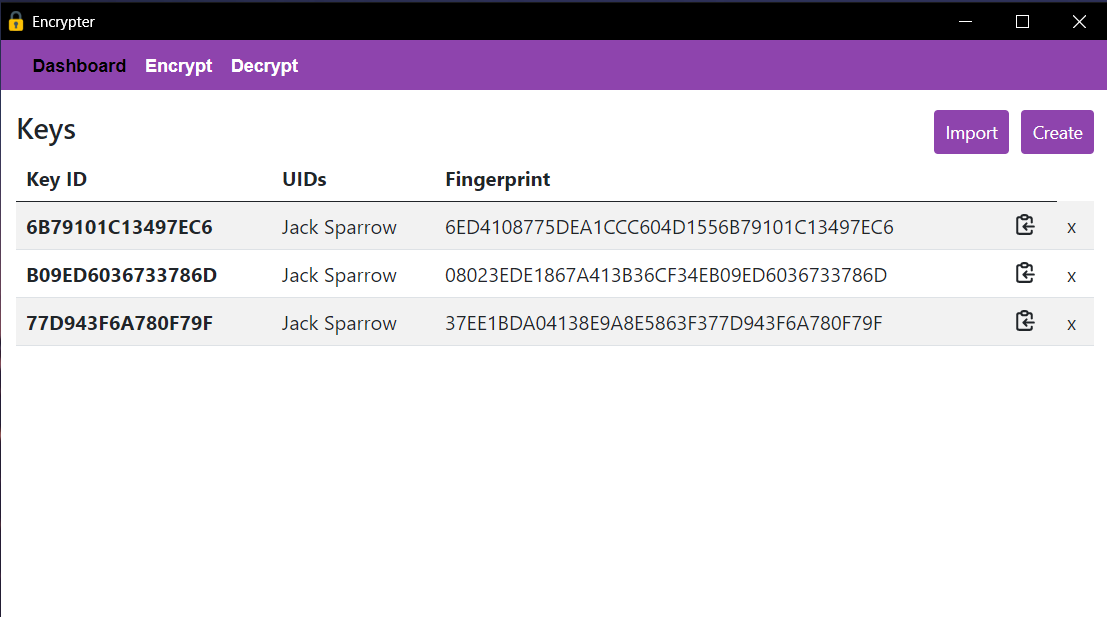 Encrypter
Dashboard Encrypt Decrypt
Keys Import Create
Key ID UIDs Fingerprint
6B79101C13497EC6 Jack Sparrow 6ED4108775DEA1CCC604D1556B79101C13497EC6 x
B09ED6036733786D Jack Sparrow 08023EDE1867A413B36CF34EB09ED6036733786D x
77D943F6A780F79F Jack Sparrow 37EE1BDA04138E9A8E5863F377D943F6A780F79F x